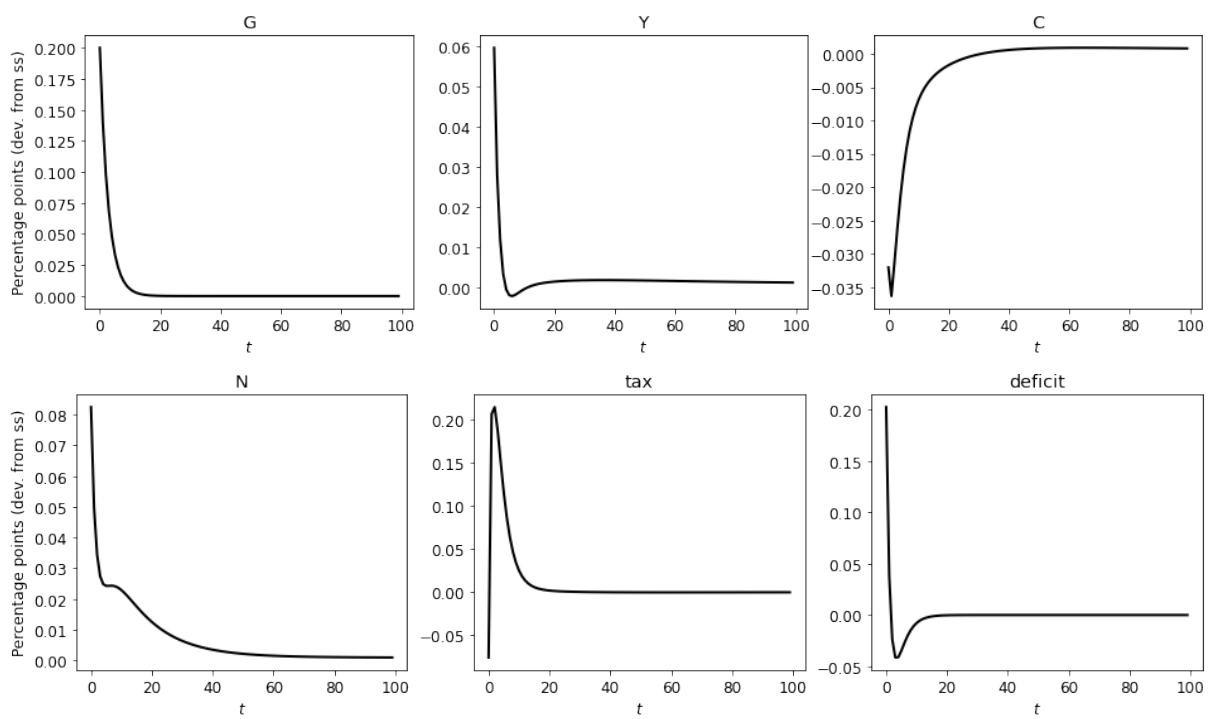 G
Percentage points (dev. from ss)
0.200
0.175
0.150
0.125
0.100
0.075
0.050
0.025
0.000
0 20 40 60 80 100
t
Y
0.06
0.05
0.04
0.03
0.02
0.01
0.00
0 20 40 60 80 100
t
C
0.000
−0.005
−0.010
−0.015
−0.020
−0.025
−0.030
−0.035
0 20 40 60 80 100
t
N
Percentage points (dev. from ss)
0.08
0.07
0.06
0.05
0.04
0.03
0.02
0.01
0.00
0 20 40 60 80 100
t
tax
0.20
0.15
0.10
0.05
0.00
−0.05
0 20 40 60 80 100
t
deficit
0.20
0.15
0.10
0.05
0.00
−0.05
0 20 40 60 80 100
t